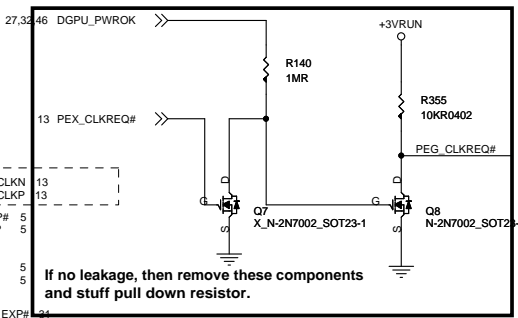 27,32,46 DGPU_PWROK
+3VRUN
R140
1MR
R355
10KR0402
13 PEX_CLKREQ#
PEG_CLKREQ#
CLKN 13
CLKP 13
D
D
G
G
Q7
X_N-2N7002_SOT23-1
Q8
N-2N7002_SOT23-
S
S
P# 5
5
5
5
If no leakage, then remove these components
and stuff pull down resistor.
EXP# 31